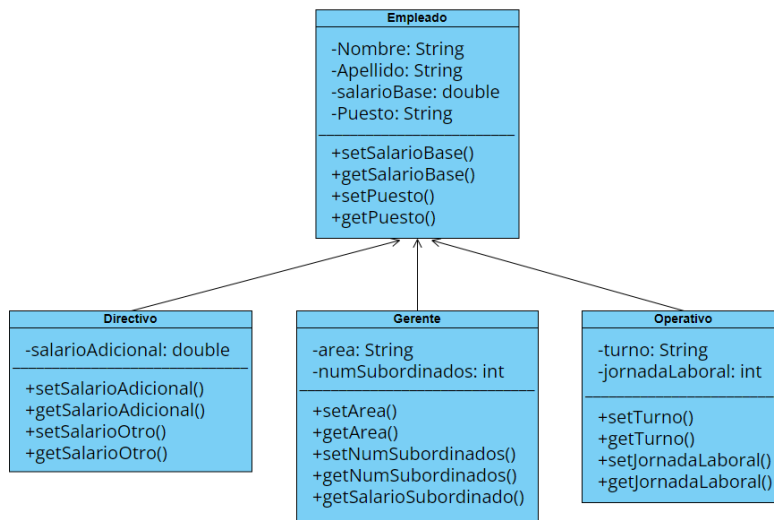 Empleado
-Nombre: String
-Apellido: String
-salarioBase: double
-Puesto: String
+setSalarioBase()
+getSalarioBase()
+setPuesto()
+getPuesto()
Directivo
-salarioAdicional: double
+setSalarioAdicional()
+getSalarioAdicional()
+setSalarioOtro()
+getSalarioOtro()
Gerente
-area: String
-numSubordinados: int
+setArea()
+getArea()
+setNumSubordinados()
+getNumSubordinados()
+getSalarioSubordinado()
Operativo
-turno: String
-jornadaLaboral: int
+setTurno()
+getTurno()
+setJornadaLaboral()
+getJornadaLaboral()